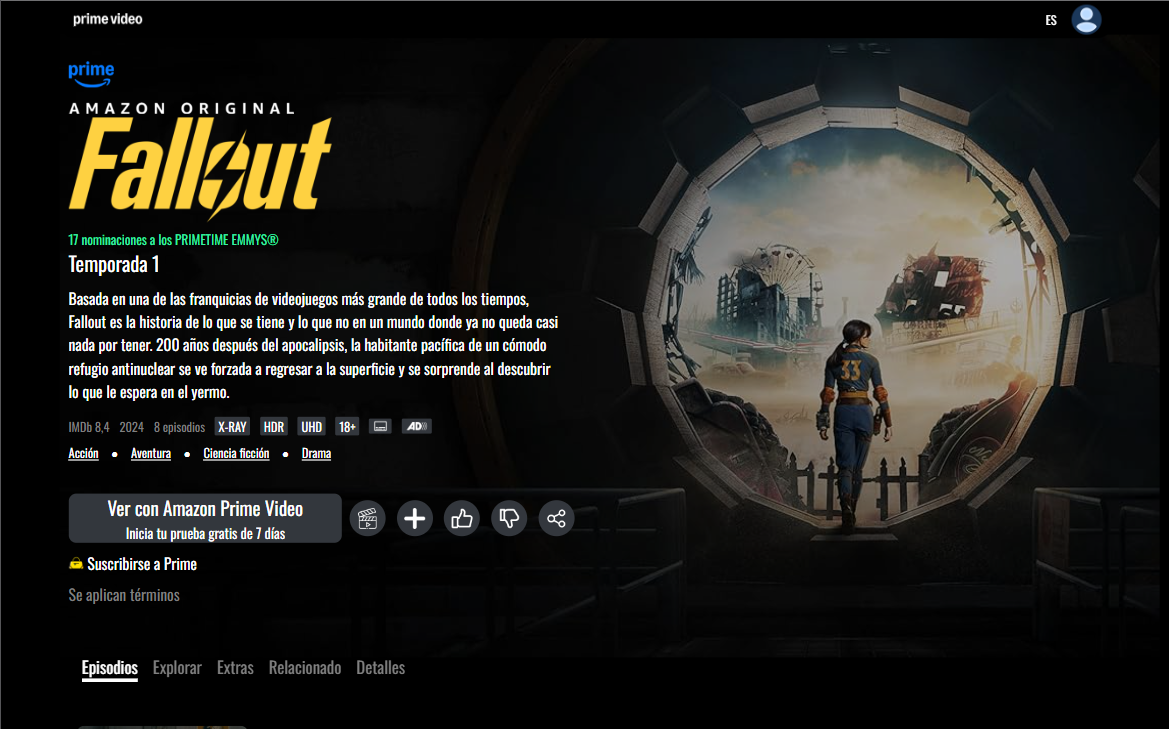 prime video
ES
prime
AMAZON ORIGINAL
Fallout
17 nominaciones a los PRIMETIME EMMYS®
Temporada 1
Basada en una de las franquicias de videojuegos más grande de todos los tiempos,
Fallout es la historia de lo que se tiene y lo que no en un mundo donde ya no queda casi
nada por tener. 200 años después del apocalipsis, la habitante pacífica de un cómodo
refugio antinuclear se ve forzada a regresar a la superficie y se sorprende al descubrir
lo que le espera en el yermo.
33
IMDb 8,4 2024 8 episodios X-RAY HDR UHD 18+ AD
Acción • Aventura • Ciencia ficción • Drama
Ver con Amazon Prime Video
Inicia tu prueba gratis de 7 días
Suscribirse a Prime
Se aplican términos
Episodios Explorar Extras Relacionado Detalles